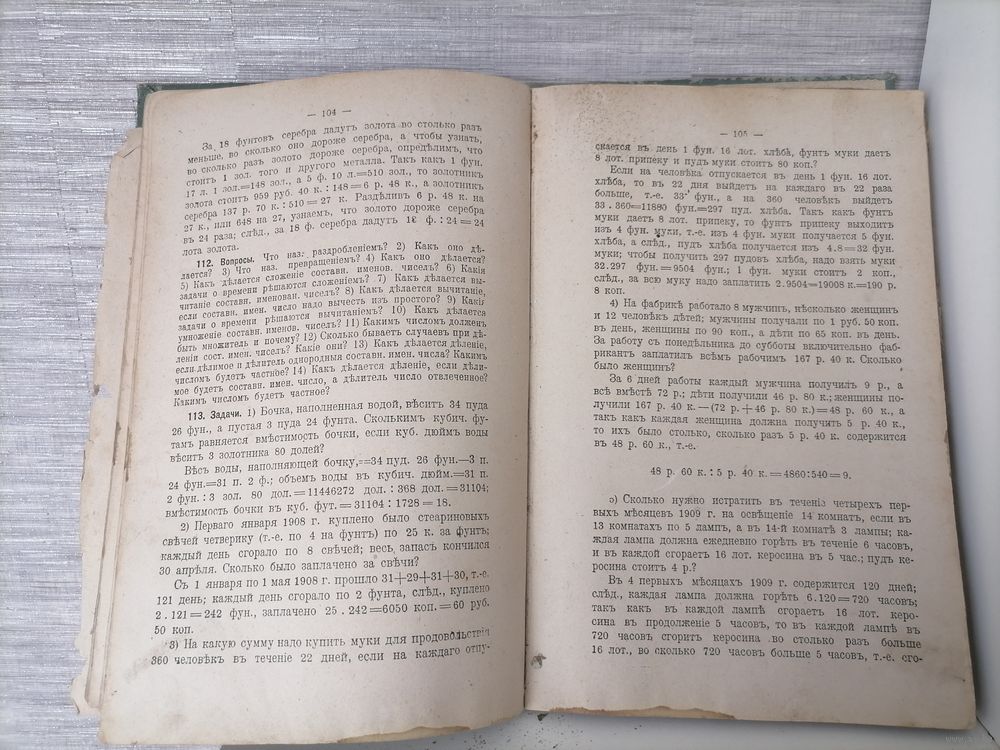 — 104 —
За 18 фунтовъ серебра дадутъ золота во столько разъ
меньше, во сколько оно дороже серебра, а чтобы узнать,
во сколько разъ золото дороже серебра, опредѣлимъ, что
стоитъ 1 зол. того и другого металла. Такъ какъ 1 фун.
17 л. 1 зол.=148 зол., а 5 ф. 10 л.=510 зол., то золотникъ
золота стоитъ 959 руб. 40 к. : 148 = 6 р. 48 к., а золотникъ
серебра 137 р. 70 к. : 510 = 27 к. Раздѣливъ 6 р. 48 к. на
27 к., или 648 на 27, узнаемъ, что золото дороже серебра
въ 24 раза; слѣд., за 18 ф. серебра дадутъ 18 ф. : 24 = 24
лота золота.
112. Вопросы. Что наз. раздробленіемъ? 2) Какъ оно дѣ-
лается? 3) Что наз. превращеніемъ? 4) Какъ оно дѣлается?
5) Какъ дѣлается сложеніе составн. именов. чиселъ? 6) Какія
задачи о времени рѣшаются сложеніемъ? 7) Какъ дѣлается вы-
читаніе составн. именован. чиселъ? 8) Какъ дѣлается вычитаніе,
если составн. имен. число надо вычесть изъ простого? 9) Какія
задачи о времени рѣшаются вычитаніемъ? 10) Какъ дѣлается
умноженіе составн. именов. чиселъ? 11) Какимъ числомъ долженъ
быть множитель и почему? 12) Сколько бываетъ случаевъ при дѣ-
леніи сост. имен. чиселъ? Какіе они? 13) Какъ дѣлается дѣленіе,
если дѣлимое и дѣлитель однородныя составн. имен. числа? Какимъ
числомъ будетъ частное? 14) Какъ дѣлается дѣленіе, если дѣли-
мое будетъ составн. имен. число, а дѣлитель число отвлеченное?
Какимъ числомъ будетъ частное?
113. Задачи. 1) Бочка, наполненная водой, вѣситъ 34 пуда
26 фун., а пустая 3 пуда 24 фунта. Сколькимъ кубич. фу-
тамъ равняется вмѣстимость бочки, если куб. дюймъ воды
вѣситъ 3 золотника 80 долей?
Вѣсъ воды, наполняющей бочку,=34 пуд. 26 фун.—3 п.
24 фун.=31 п. 2 ф.; объемъ воды въ кубич. дюйм.=31 п.
2 фун. : 3 зол. 80 дол. = 11446272 дол. : 368 дол. = 31104;
вмѣстимость бочки въ куб. фут. = 31104 : 1728 = 18.
2) Перваго января 1908 г. куплено было стеариновыхъ
свѣчей четверику (т.-е. по 4 на фунтъ) по 25 к. за фунтъ;
каждый день сгорало по 8 свѣчей; весь запасъ кончился
30 апрѣля. Сколько было заплачено за свѣчи?
Съ 1 января по 1 мая 1908 г. прошло 31+29+31+30, т.-е.
121 день; каждый день сгорало по 2 фунта, слѣд., куплено
2 . 121 = 242 фун., заплачено 25 . 242 = 6050 коп. = 60 руб.
50 коп.
3) На какую сумму надо купить муки для продовольствія
360 человѣкъ въ теченіе 22 дней, если на каждаго отпу-
— 105 —
скается въ день 1 фун. 16 лот. хлѣба, фунтъ муки даетъ
8 лот. припеку и пудъ муки стоитъ 80 коп.?
Если на человѣка отпускается въ день 1 фун. 16 лот.
хлѣба, то въ 22 дня выйдетъ на каждаго въ 22 раза
больше, т.-е. 33 фун., а на 360 человѣкъ выйдетъ
33 . 360 = 11880 фун.=297 пуд. хлѣба. Такъ какъ фунтъ
муки даетъ 8 лот. припеку, то фунтъ припеку выходитъ
изъ 4 фун. муки, т.-е. изъ 4 фун. муки получается 5 фун.
хлѣба, а слѣд., пудъ хлѣба получается изъ 4.8 = 32 фун.
муки; чтобы получить 297 пудовъ хлѣба, надо взять муки
32.297 фун. = 9504 фун.; 1 фун. муки стоитъ 2 коп.,
слѣд., за всю муку надо заплатить 2.9504=19008 к.=190 р.
8 коп.
4) На фабрикѣ работало 8 мужчинъ, нѣсколько женщинъ
и 12 человѣкъ дѣтей; мужчины получали по 1 руб. 50 коп.
въ день, женщины по 90 коп., а дѣти по 65 коп. въ день.
За работу съ понедѣльника до субботы включительно фаб-
рикантъ заплатилъ всѣмъ рабочимъ 167 р. 40 к. Сколько
было женщинъ?
За 6 дней работы каждый мужчина получилъ 9 р., а
всѣ вмѣстѣ 72 р.; дѣти получили 46 р. 80 к.; женщины по-
лучили 167 р. 40 к. — (72 р. + 46 р. 80 к.) = 48 р. 60 к., а
такъ какъ каждая женщина должна получить 5 р. 40 к.,
то ихъ было столько, сколько разъ 5 р. 40 к. содержится
въ 48 р. 60 к., т.-е.
48 р. 60 к. : 5 р. 40 к. = 4860 : 540 = 9.
5) Сколько нужно истратить въ теченіе четырехъ пер-
выхъ мѣсяцевъ 1909 г. на освѣщеніе 14 комнатъ, если въ
13 комнатахъ по 5 лампъ, а въ 14-й комнатѣ 3 лампы; ка-
ждая лампа должна ежедневно горѣть въ теченіе 6 часовъ,
и въ каждой сгораетъ 16 лот. керосина въ 5 час.; пудъ ке-
росина стоитъ 4 р.?
Въ 4 первыхъ мѣсяцахъ 1909 г. содержится 120 дней;
слѣд., каждая лампа должна горѣть 6.120 = 720 часовъ;
такъ какъ въ каждой лампѣ сгораетъ 16 лот. керо-
сина въ продолженіе 5 часовъ, то въ каждой лампѣ въ
720 часовъ сгоритъ керосина во столько разъ больше
16 лот., во сколько 720 часовъ больше 5 часовъ, т.-е. сго-